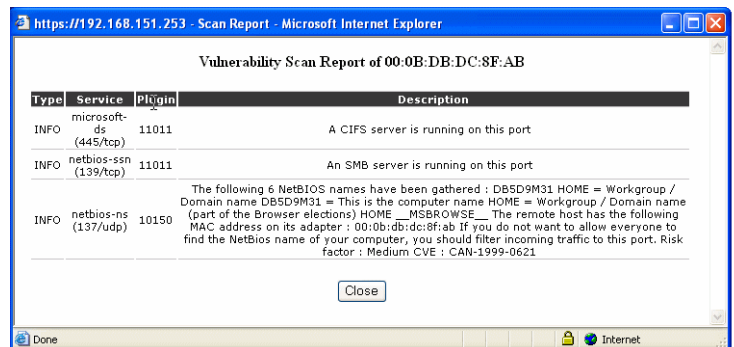 https://192.168.151.253 - Scan Report - Microsoft Internet Explorer
Vulnerability Scan Report of 00:0B:DB:DC:8F:AB
Type Service Plugin Description
INFO microsoft-ds (445/tcp) 11011 A CIFS server is running on this port
INFO netbios-ssn (139/tcp) 11011 An SMB server is running on this port
INFO netbios-ns (137/udp) 10150 The following 6 NetBIOS names have been gathered : DB5D9M31 HOME = Workgroup /
Domain name DB5D9M31 = This is the computer name HOME = Workgroup / Domain name
(part of the Browser elections) HOME __MSBROWSE__ The remote host has the following
MAC address on its adapter : 00:0b:db:dc:8f:ab If you do not want to allow everyone to
find the NetBios name of your computer, you should filter incoming traffic to this port. Risk
factor : Medium CVE : CAN-1999-0621
Close
Done
Internet